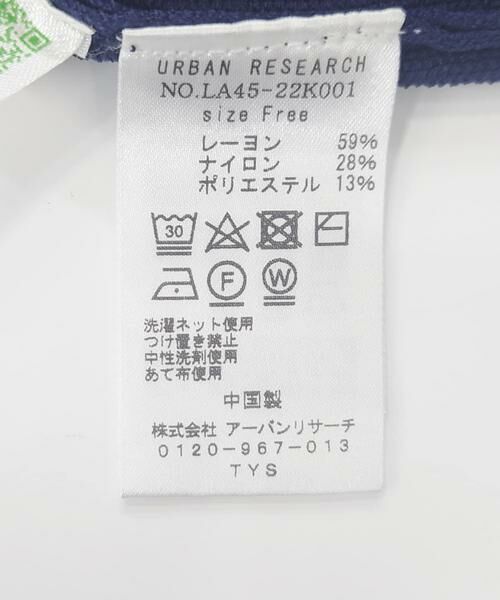 URBAN RESEARCH
NO.LA45-22K001
size Free
レーヨン 59%
ナイロン 28%
ポリエステル 13%
30
F W
洗濯ネット使用
つけ置き禁止
中性洗剤使用
あて布使用
中国製
株式会社 アーバンリサーチ
0120-967-013
TYS